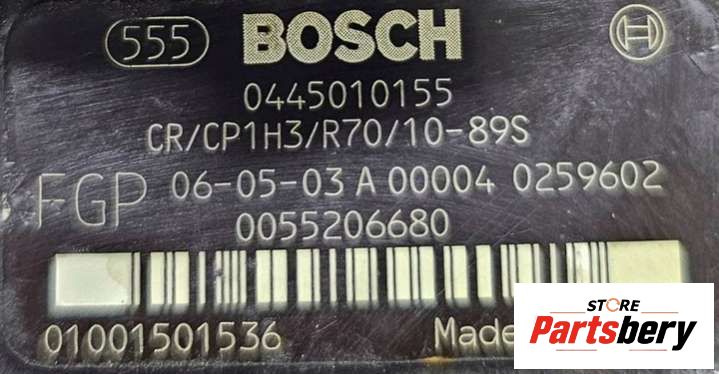 555 BOSCH
0445010155
CR/CP1H3/R70/10-89S
FGP 06-05-03 A 00004 0259602
0055206680
01001501536 Made
STORE
Partsbery